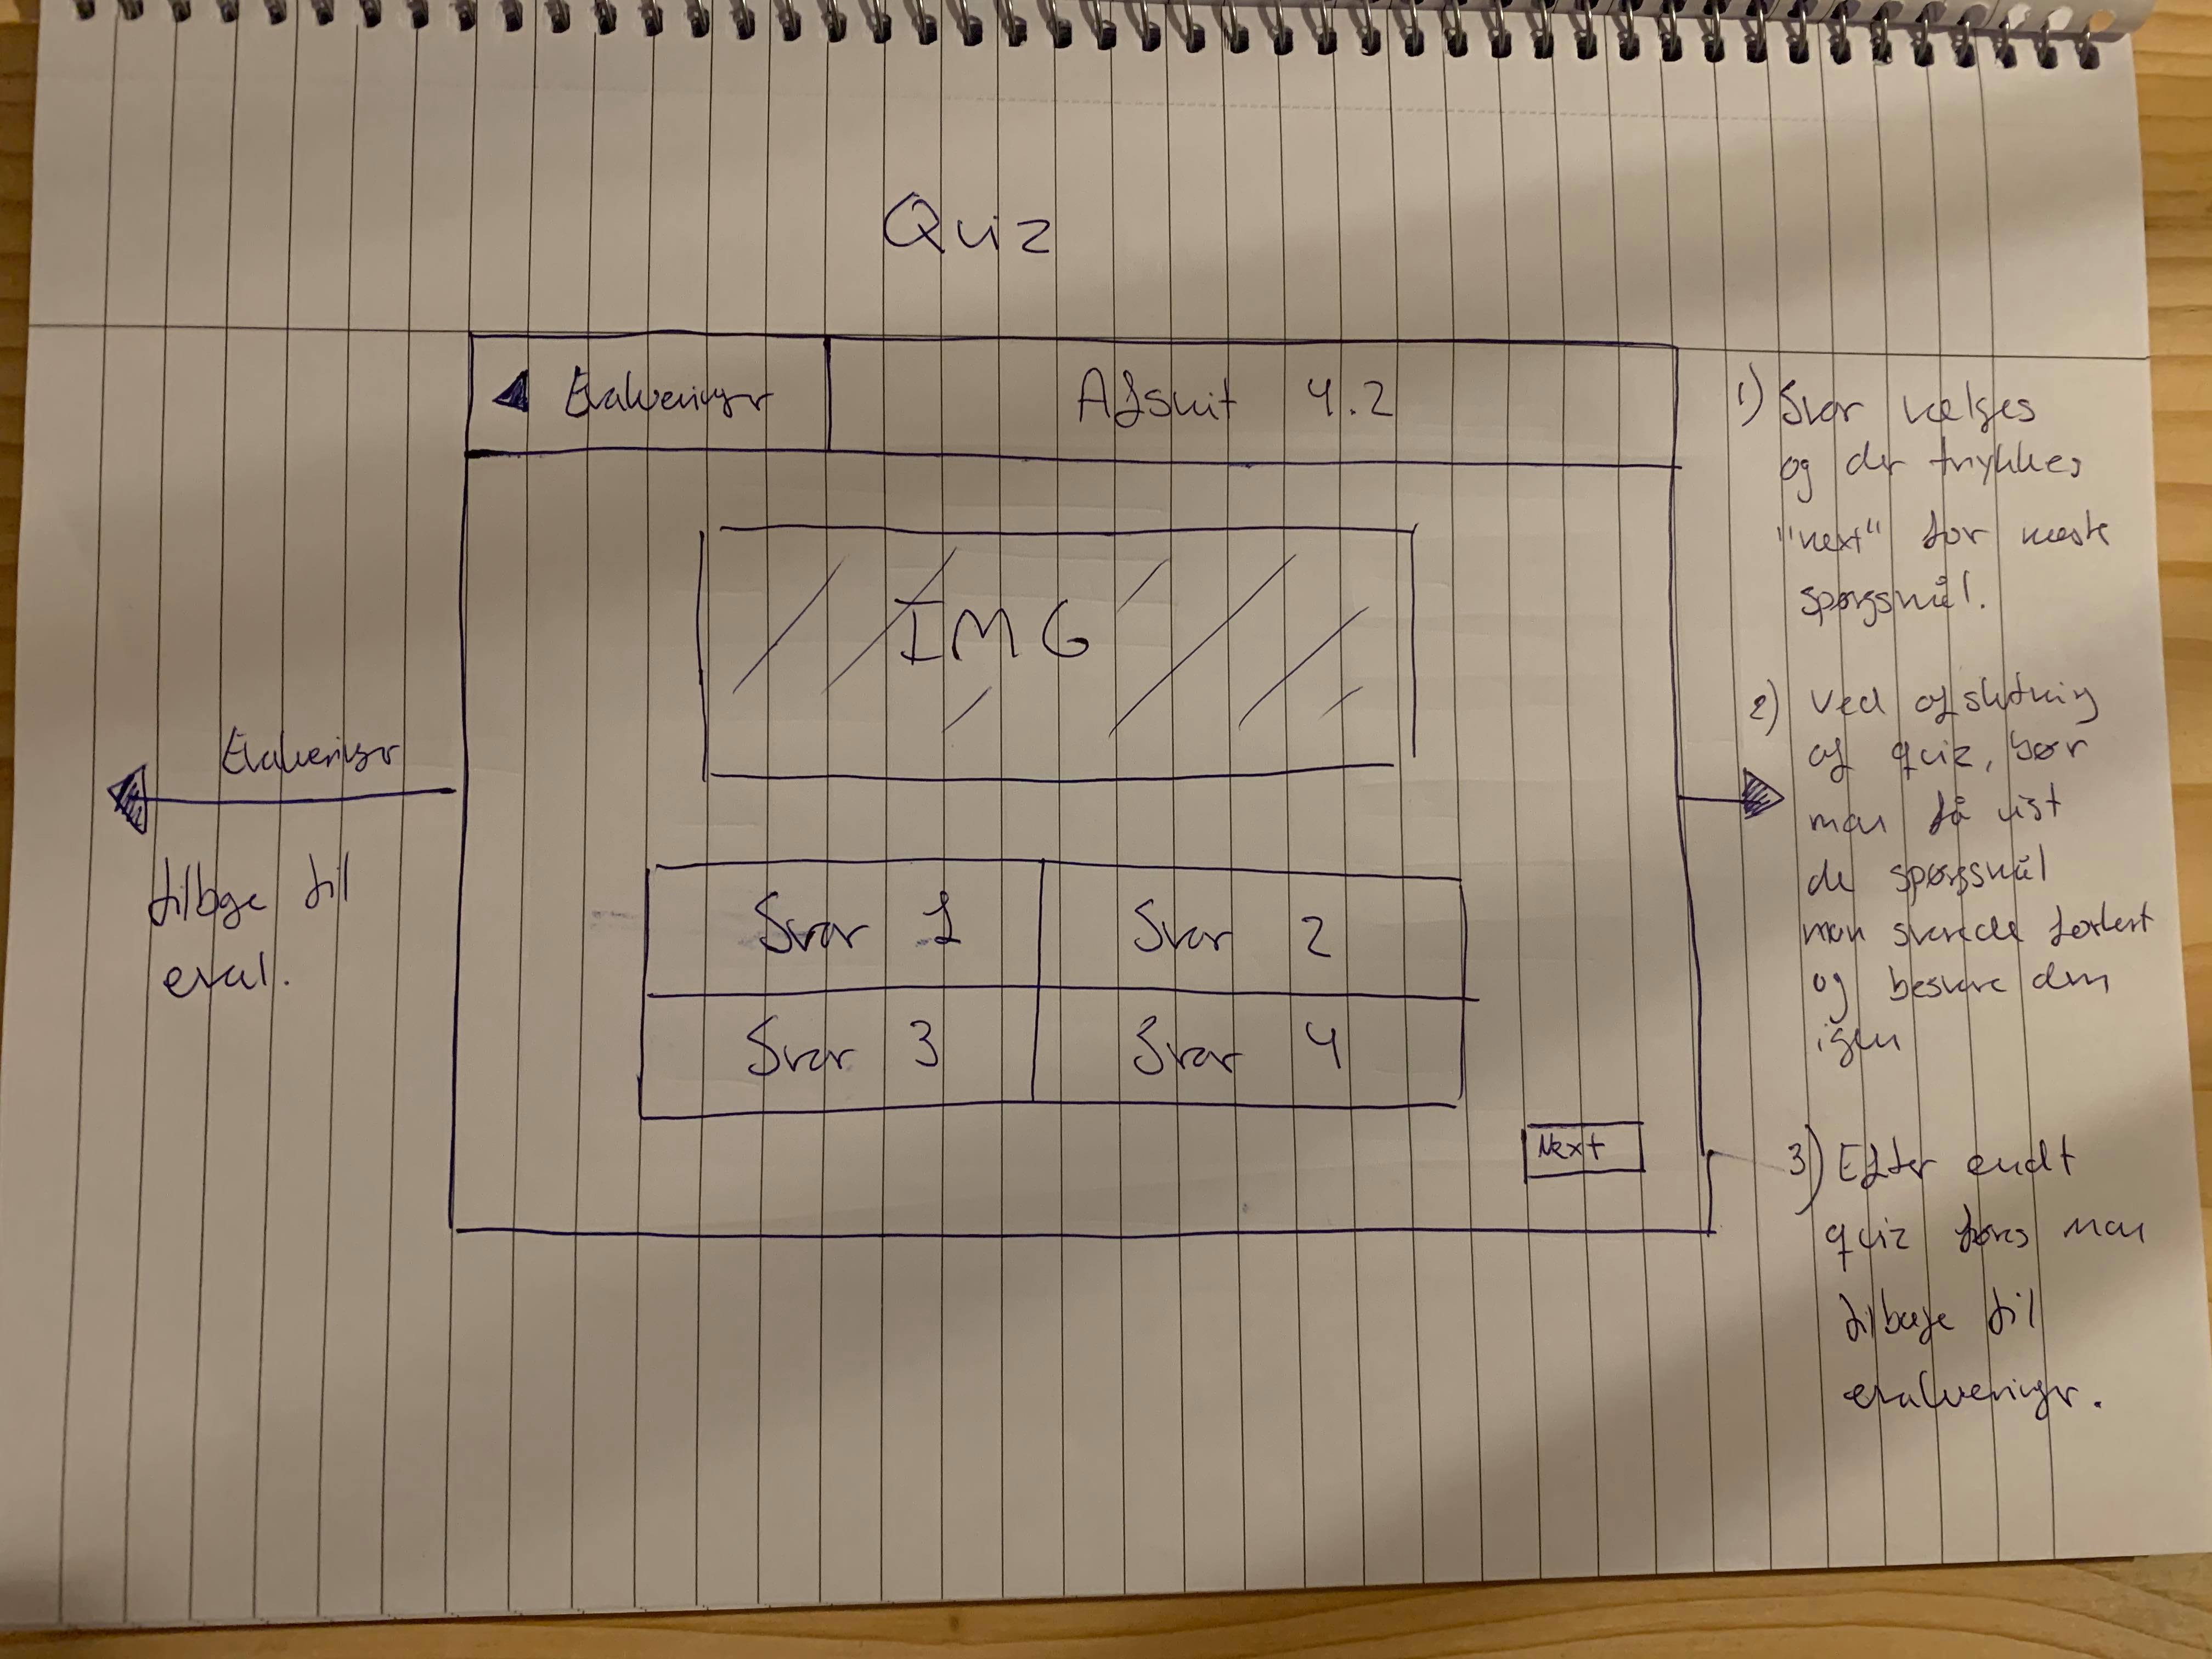 Quiz
Evalueringer
Afsnit 4.2
IMG
Svar 1
Svar 2
Svar 3
Svar 4
Next
Evalueringer
tilbage til
eval.
1) Svar vælges
og der trykkes
"next" for næste
spørgsmål.
2) Ved afslutning
af quiz, bør
man få vist
de spørgsmål
man svarede forkert
og besvare dem
igen
3) Efter endt
quiz føres man
tilbage til
evalueringer.